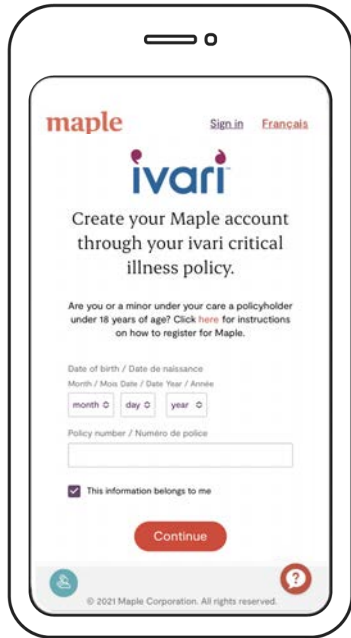 maple
Sign in Français
ivari
Create your Maple account
through your ivari critical
illness policy.
Are you or a minor under your care a policyholder
under 18 years of age? Click here for instructions
on how to register for Maple.
Date of birth / Date de naissance
Month / Mois Date / Date Year / Année
month day year
Policy number / Numéro de police
This information belongs to me
Continue
?
© 2021 Maple Corporation. All rights reserved.